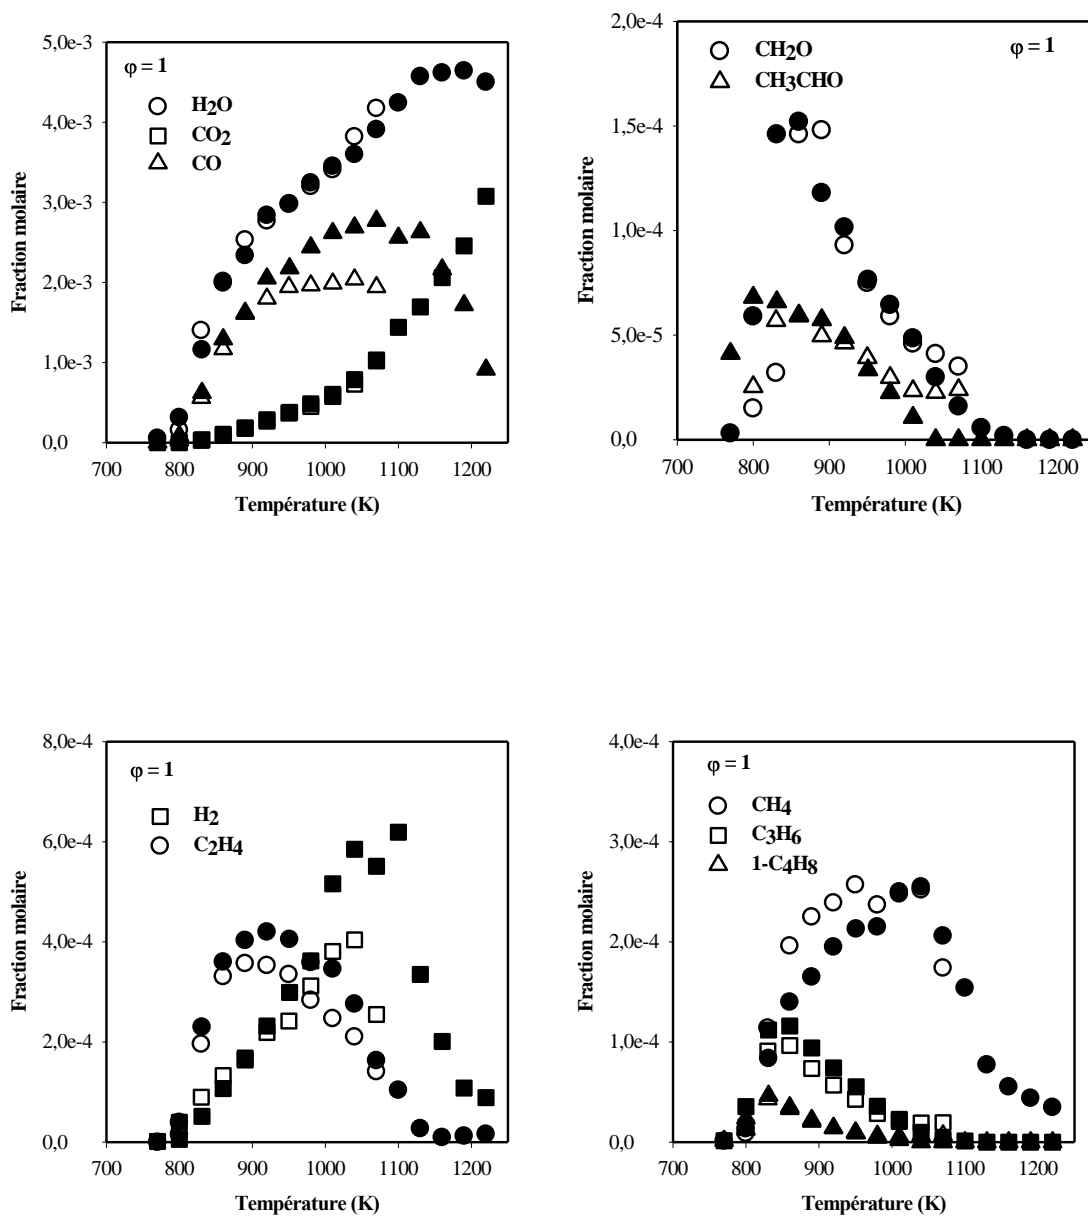 5,0e-3
φ = 1
H2O
CO2
CO
4,0e-3
3,0e-3
2,0e-3
1,0e-3
0,0
Fraction molaire
700 800 900 1000 1100 1200
Température (K)
2,0e-4
CH2O
φ = 1
CH3CHO
1,5e-4
1,0e-4
5,0e-5
0,0
Fraction molaire
700 800 900 1000 1100 1200
Température (K)
8,0e-4
φ = 1
H2
C2H4
6,0e-4
4,0e-4
2,0e-4
0,0
Fraction molaire
700 800 900 1000 1100 1200
Température (K)
4,0e-4
φ = 1
CH4
C3H6
1-C4H8
3,0e-4
2,0e-4
1,0e-4
0,0
Fraction molaire
700 800 900 1000 1100 1200
Température (K)